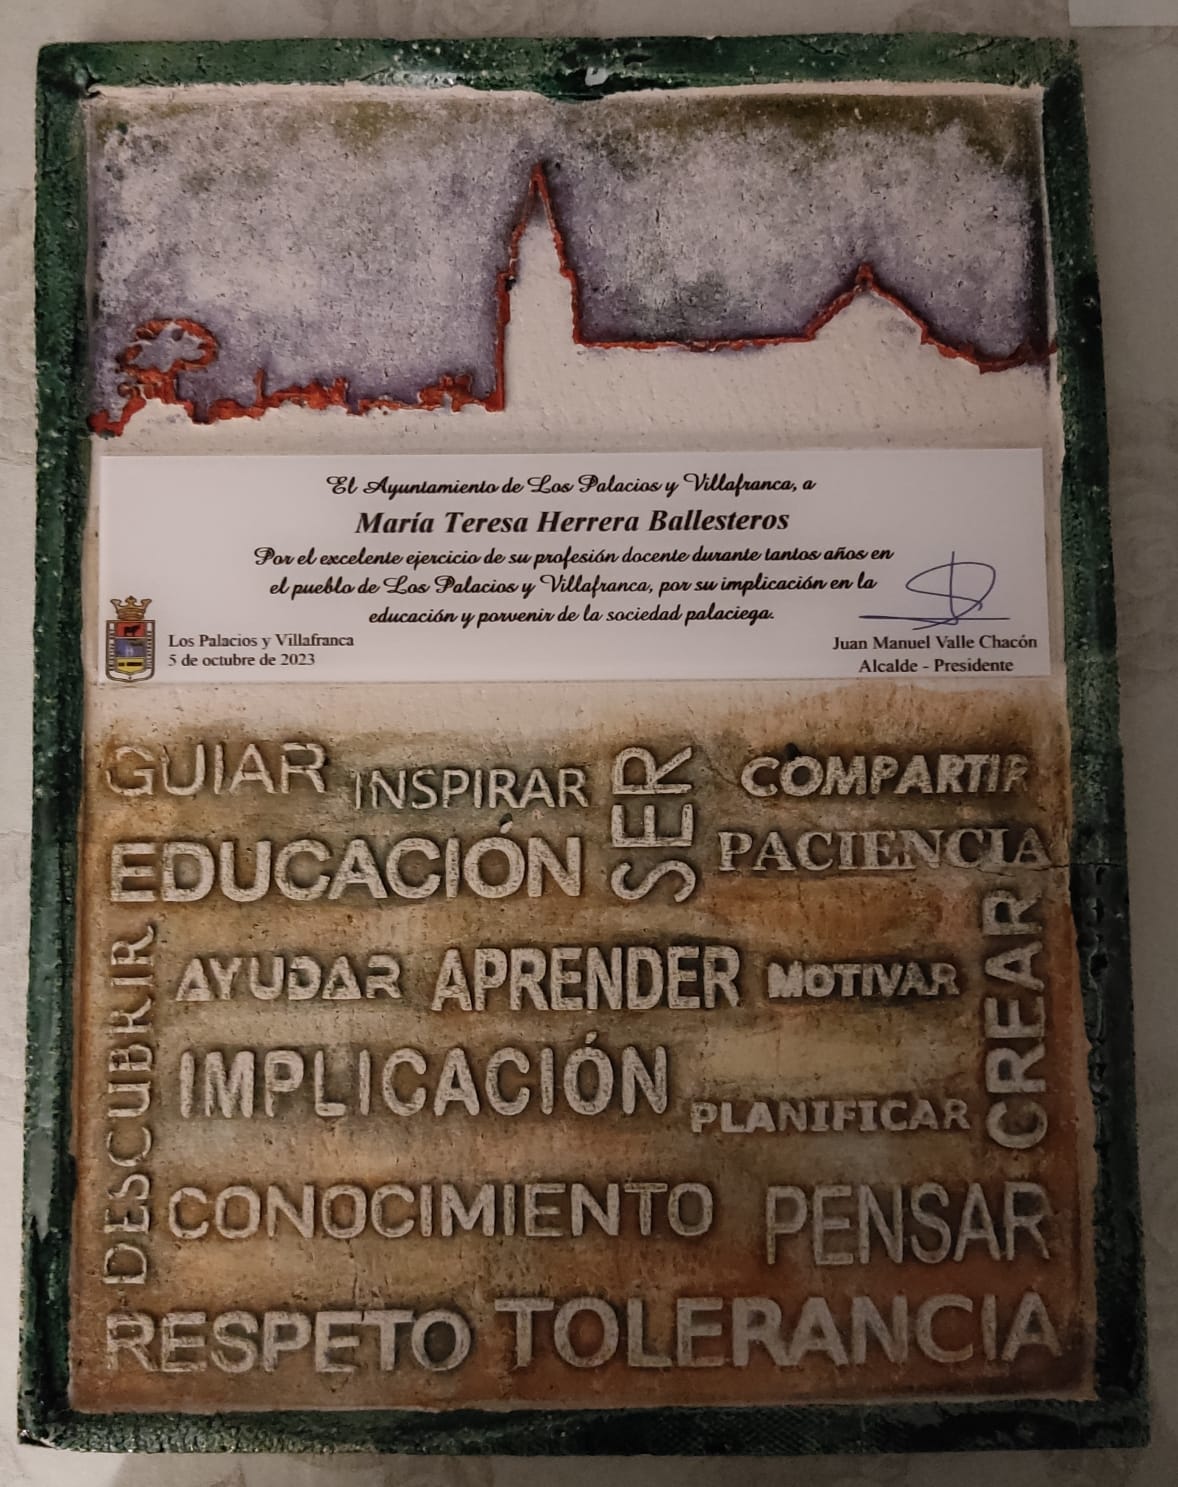 El Ayuntamiento de Los Palacios y Villafranca, a
María Teresa Herrera Ballesteros
Por el excelente ejercicio de su profesión docente durante tantos años en
el pueblo de Los Palacios y Villafranca, por su implicación en la
educación y porvenir de la sociedad palaciega.
Los Palacios y Villafranca
5 de octubre de 2023
Juan Manuel Valle Chacón
Alcalde - Presidente
GUIAR
INSPIRAR
SER
COMPARTIR
EDUCACIÓN
PACIENCIA
DESCUBRIR
AYUDAR
APRENDER
MOTIVAR
CREAR
IMPLICACIÓN
PLANIFICAR
CONOCIMIENTO
PENSAR
RESPETO
TOLERANCIA